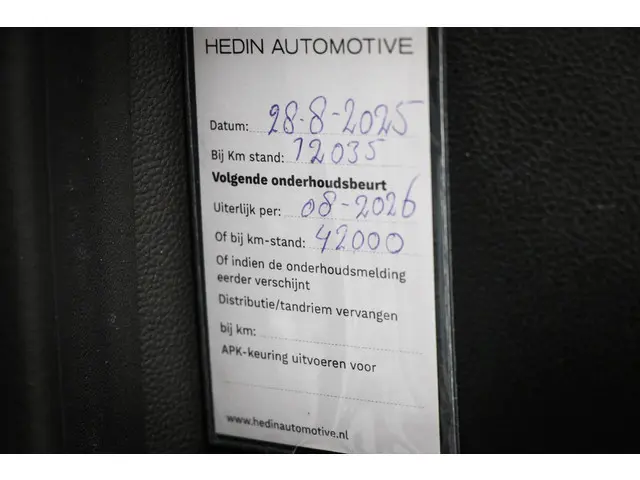 HEDIN AUTOMOTIVE
Datum: 28-8-2025
Bij Km stand: 12035
Volgende onderhoudsbeurt
Uiterlijk per: 08-2026
Of bij km-stand: 42000
Of indien de onderhoudsmelding
eerder verschijnt
Distributie/tandriem vervangen
bij km:
APK-keuring uitvoeren voor
www.hedinautomotive.nl